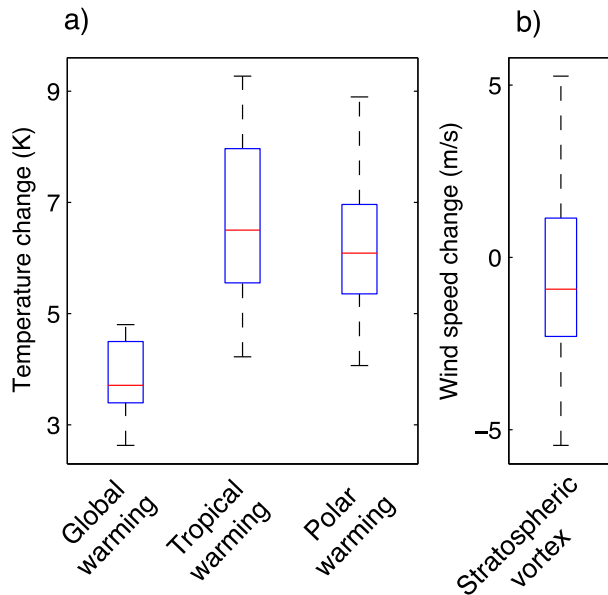 a)
Temperature change (K)
9
7
5
3
Global
warming
Tropical
warming
Polar
warming
b)
Wind speed change (m/s)
5
0
−5
Stratospheric
vortex